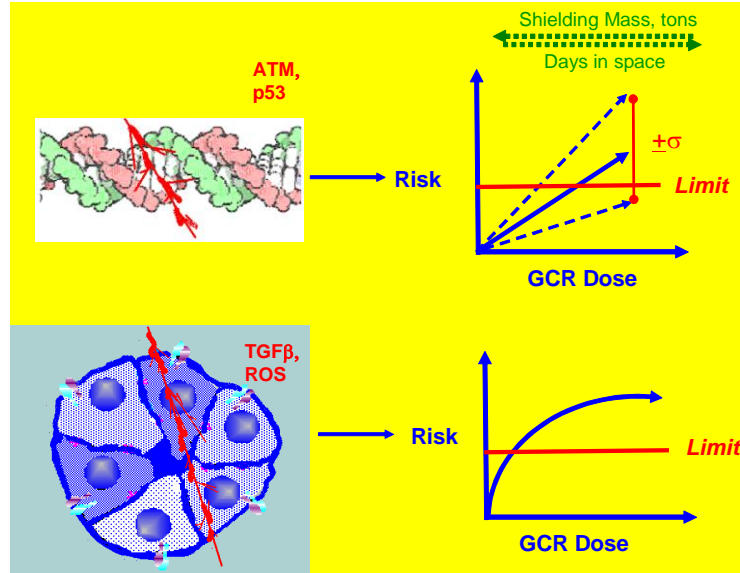 Shielding Mass, tons
Days in space
ATM,
p53
±σ
Risk
Limit
GCR Dose
TGFβ,
ROS
Risk
Limit
GCR Dose